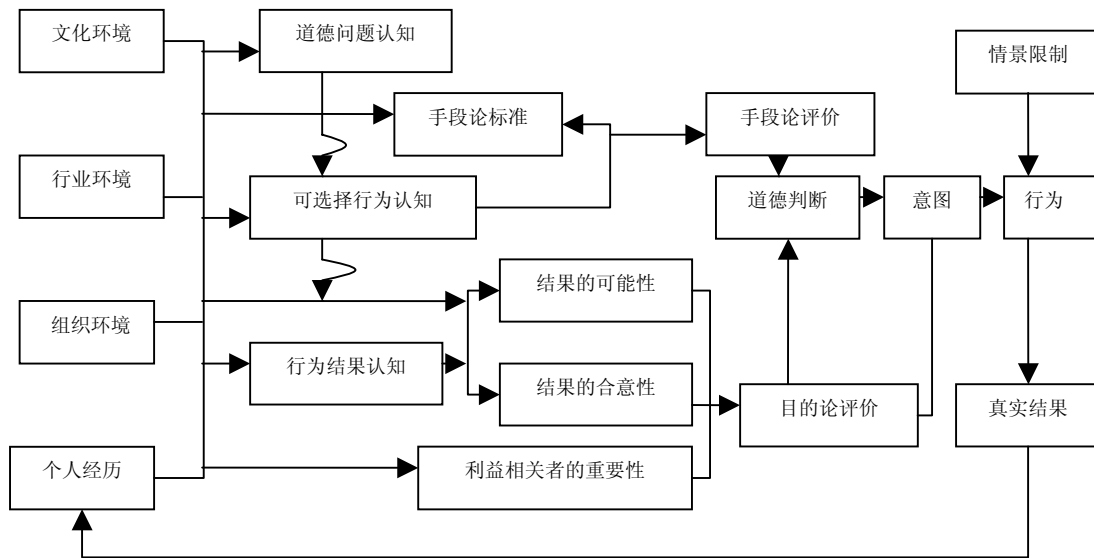 文化环境
道德问题认知
情景限制
手段论标准
手段论评价
行业环境
可选择行为认知
道德判断
意图
行为
组织环境
结果的可能性
行为结果认知
结果的合意性
目的论评价
真实结果
个人经历
利益相关者的重要性